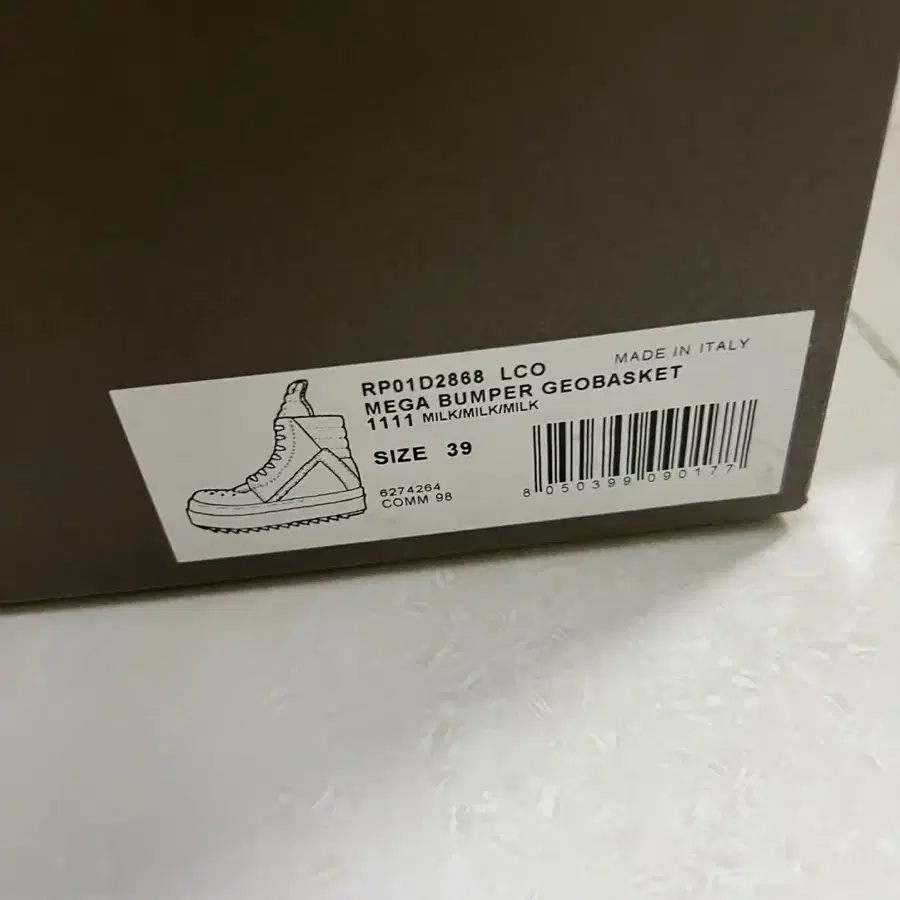 MADE IN ITALY
RP01D2868 LCO
MEGA BUMPER GEOBASKET
1111 MILK/MILK/MILK
SIZE 39
6274264
COMM 98
8 050399 090177